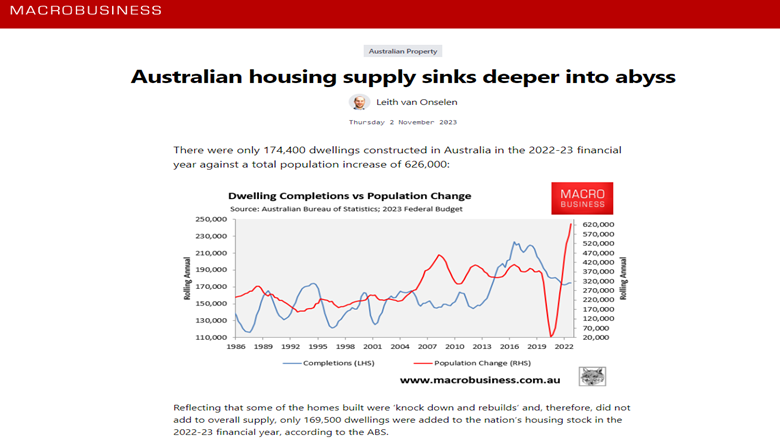 MACROBUSINESS
Australian Property
Australian housing supply sinks deeper into abyss
Leith van Onselen
Thursday 2 November 2023
There were only 174,400 dwellings constructed in Australia in the 2022-23 financial
year against a total population increase of 626,000:
Dwelling Completions vs Population Change
Source: Australian Bureau of Statistics; 2023 Federal Budget
MACRO
BUSINESS
250,000
230,000
210,000
190,000
170,000
150,000
130,000
110,000
Rolling Annual
620,000
570,000
520,000
470,000
420,000
370,000
320,000
270,000
220,000
170,000
120,000
70,000
20,000
Rolling Annual
1986 1989 1992 1995 1998 2001 2004 2007 2010 2013 2016 2019 2022
Completions (LHS) Population Change (RHS)
www.macrobusiness.com.au
Reflecting that some of the homes built were 'knock down and rebuilds' and, therefore, did not
add to overall supply, only 169,500 dwellings were added to the nation's housing stock in the
2022-23 financial year, according to the ABS.